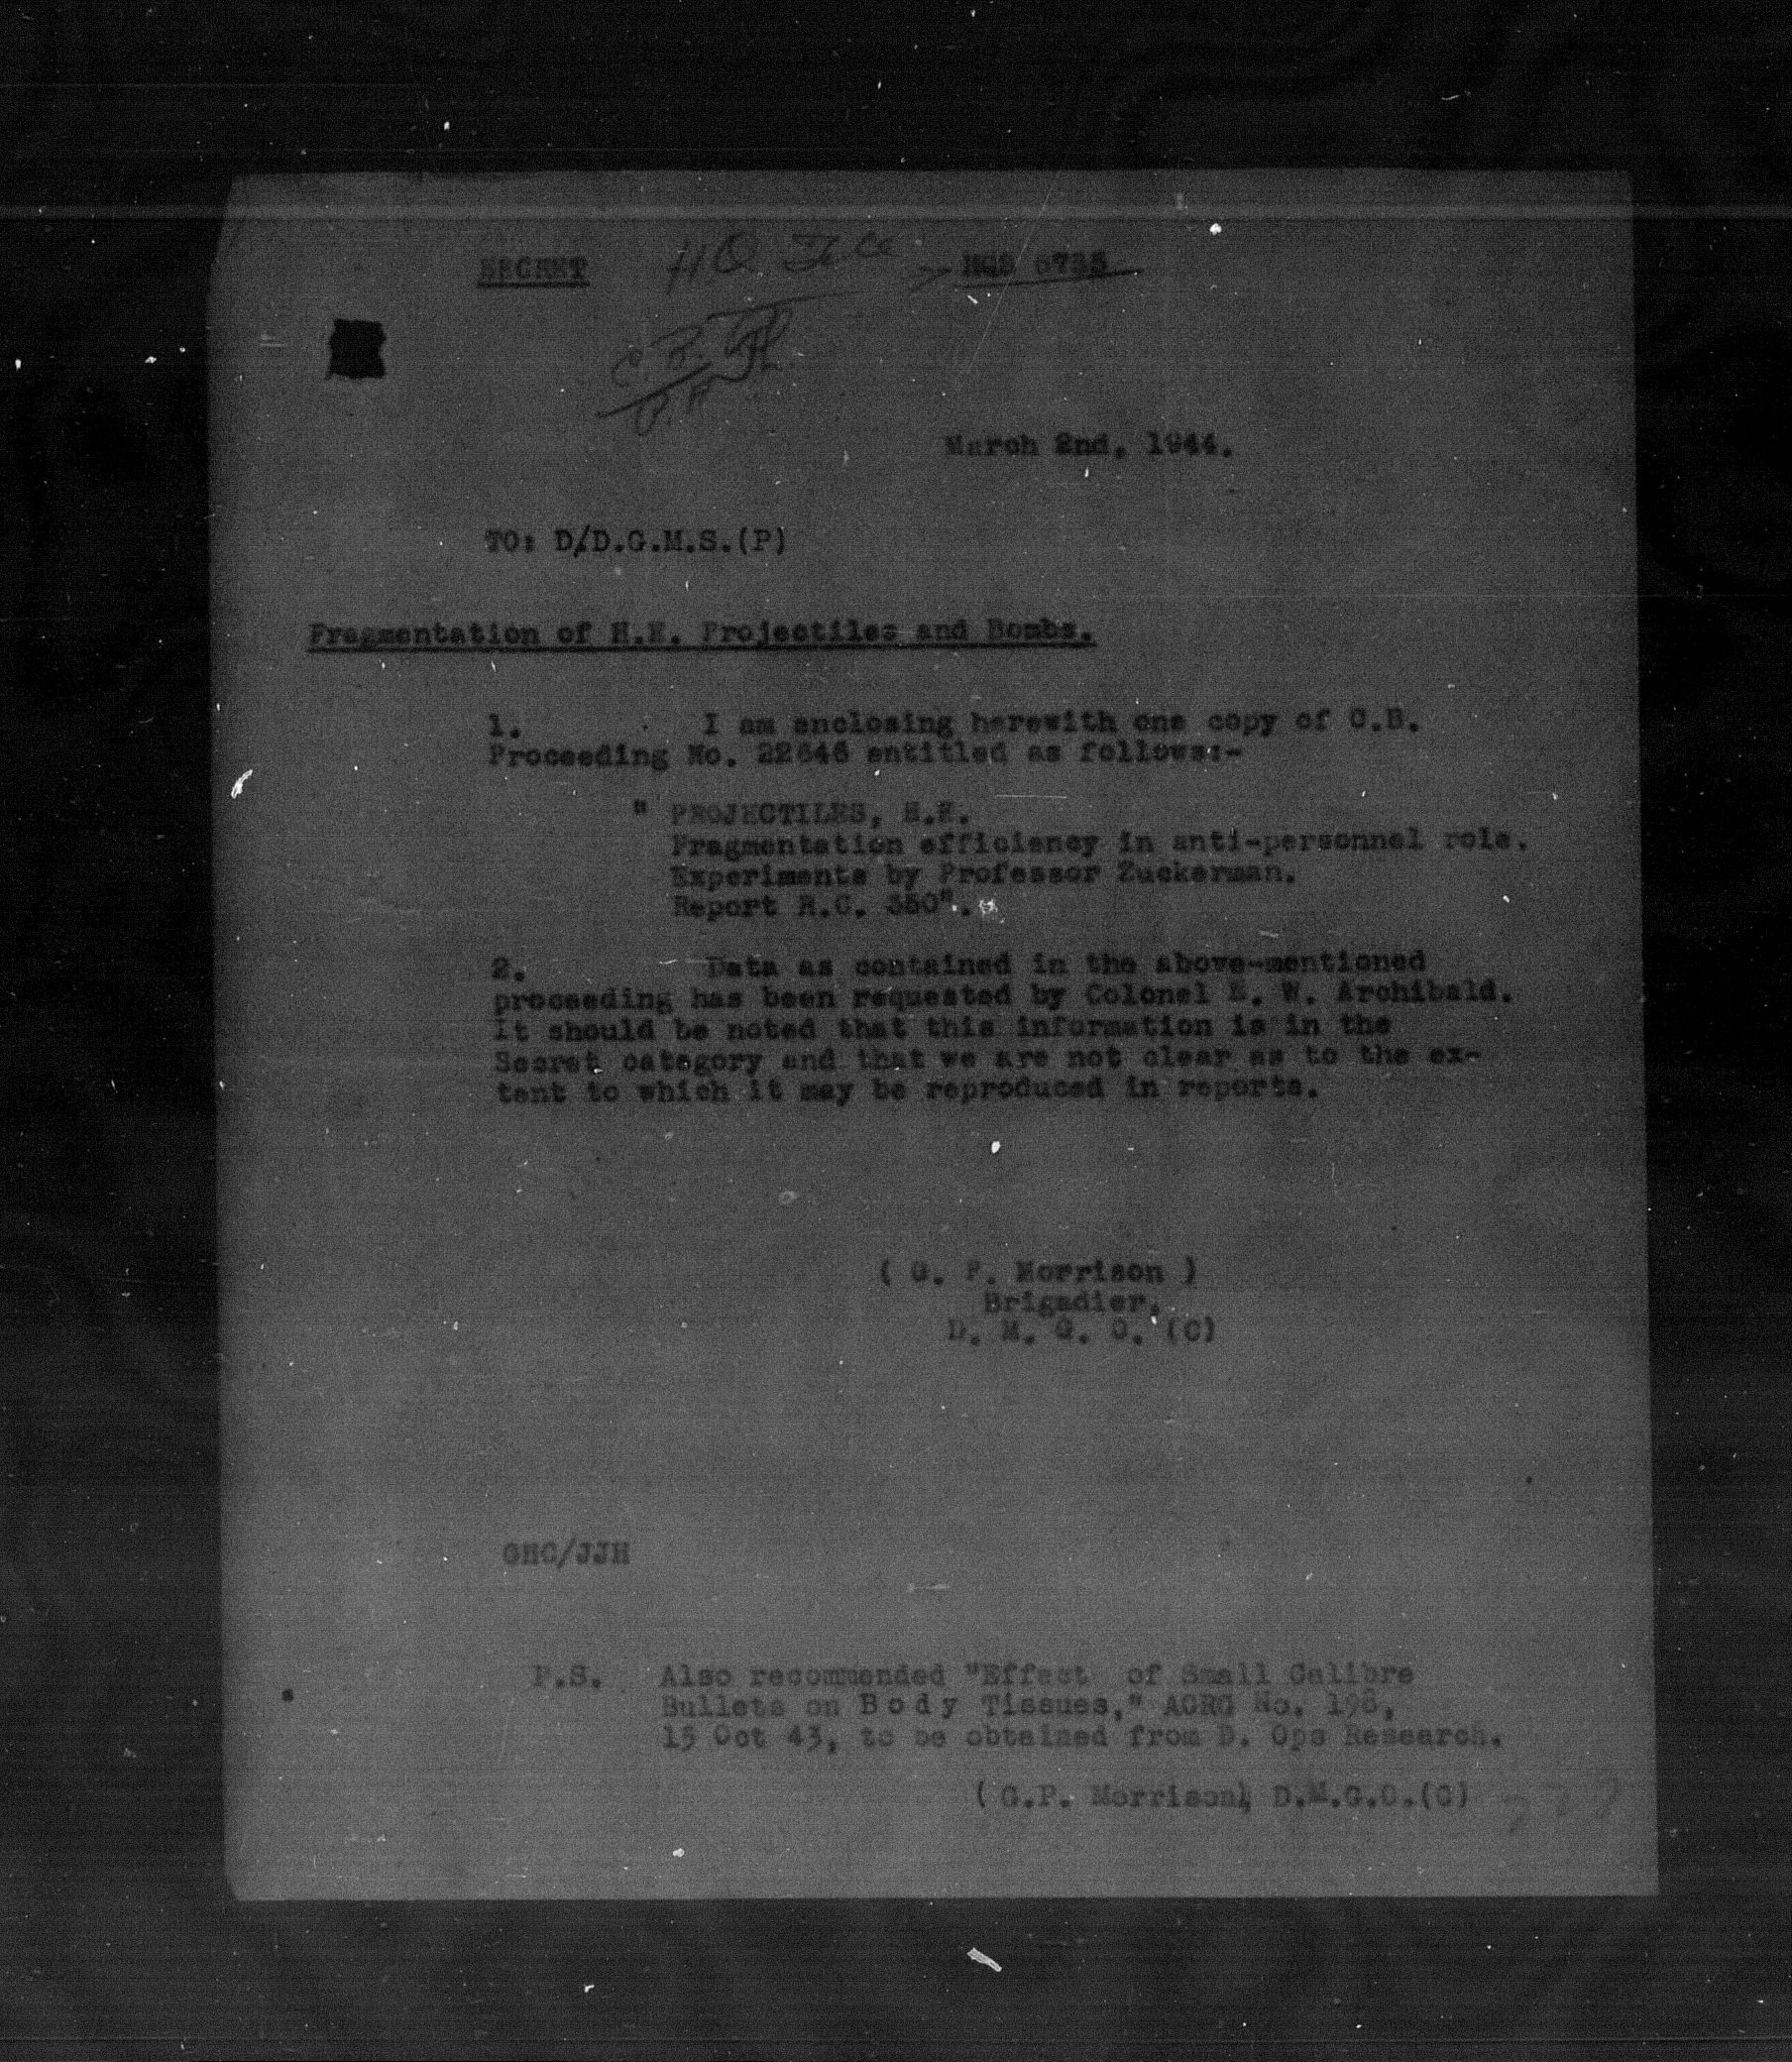 SECRET
HQS 6735
March 2nd, 1944.
TO: D/D.G.M.S.(P)
Fragmentation of H.E. Projectiles and Bombs.
1. I am enclosing herewith one copy of O.B.
Proceeding No. 22646 entitled as follows:-
" PROJECTILES, H.E.
Fragmentation efficiency in anti-personnel role.
Experiments by Professor Zuckerman.
Report R.C. 350".
2. Data as contained in the above-mentioned
proceeding has been requested by Colonel E. W. Archibald.
It should be noted that this information is in the
Secret category and that we are not clear as to the ex-
tent to which it may be reproduced in reports.
( G. P. Morrison )
Brigadier,
D. M. G. O. (C)
GHC/JJH
P.S. Also recommended "Effect of Small Calibre
Bullets on Body Tissues," AORG No. 198,
15 Oct 43, to be obtained from D. Ops Research.
( G.P. Morrison) D.M.G.O.(C)